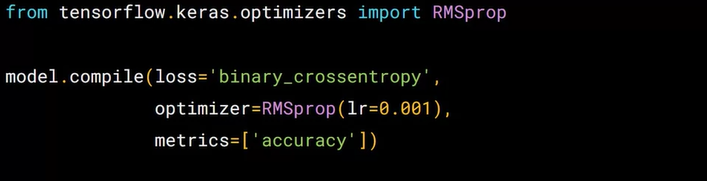 from tensorflow.keras.optimizers import RMSprop
model.compile(loss='binary_crossentropy',
optimizer=RMSprop(lr=0.001),
metrics=['accuracy'])